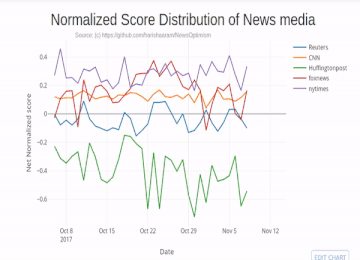 Normalized Score Distribution of News media
Source: (c) https://github.com/harrishassan/NewsOptimism
Reuters
CNN
Huffingtonpost
foxnews
nytimes
Net Normalized score
0.4
0.2
0
−0.2
−0.4
−0.6
Oct 8
2017
Oct 15
Oct 22
Oct 29
Nov 5
Nov 12
Date
EDIT CHART